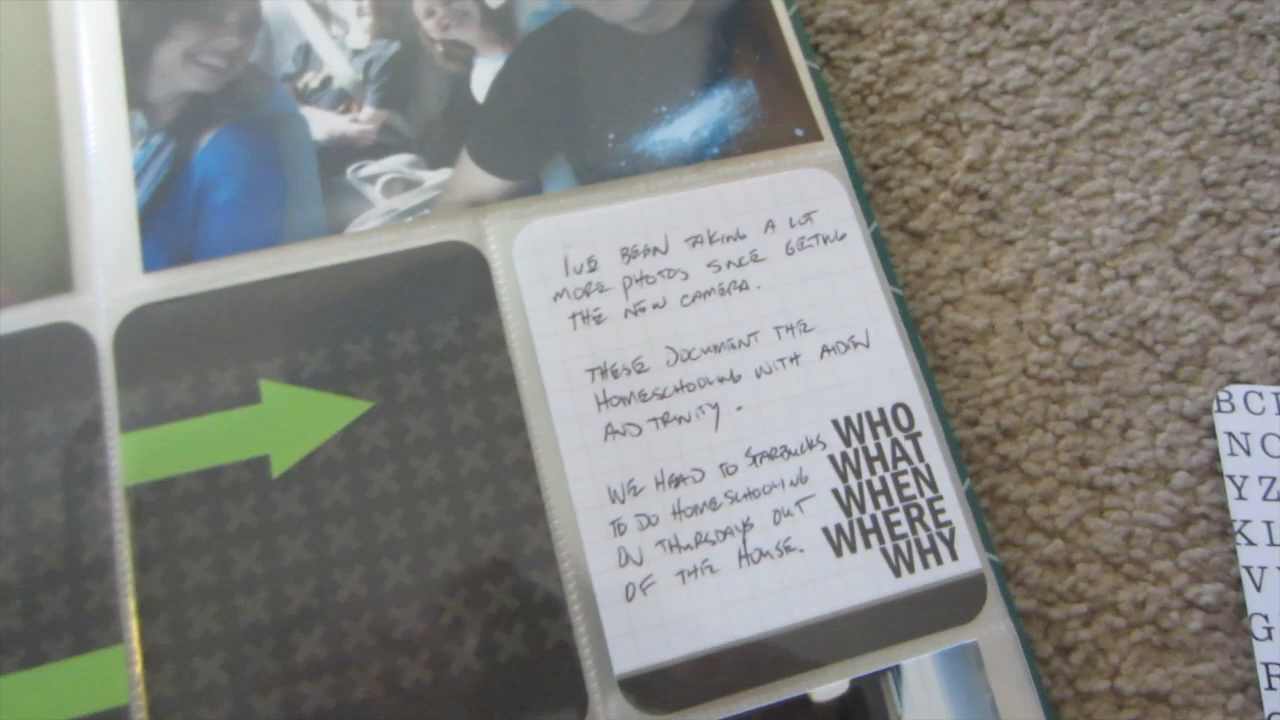 I'VE BEEN TAKING A LOT
MORE PHOTOS SINCE GETTING
THE NEW CAMERA.
THESE DOCUMENT THE
HOMESCHOOLING WITH AIDEN
AND TRINITY.
WE HEAD TO STARBUCKS
TO DO HOMESCHOOLING
ON THURSDAYS OUT
OF THE HOUSE.
WHO
WHAT
WHEN
WHERE
WHY
B C
N
Y Z
K L
V
G